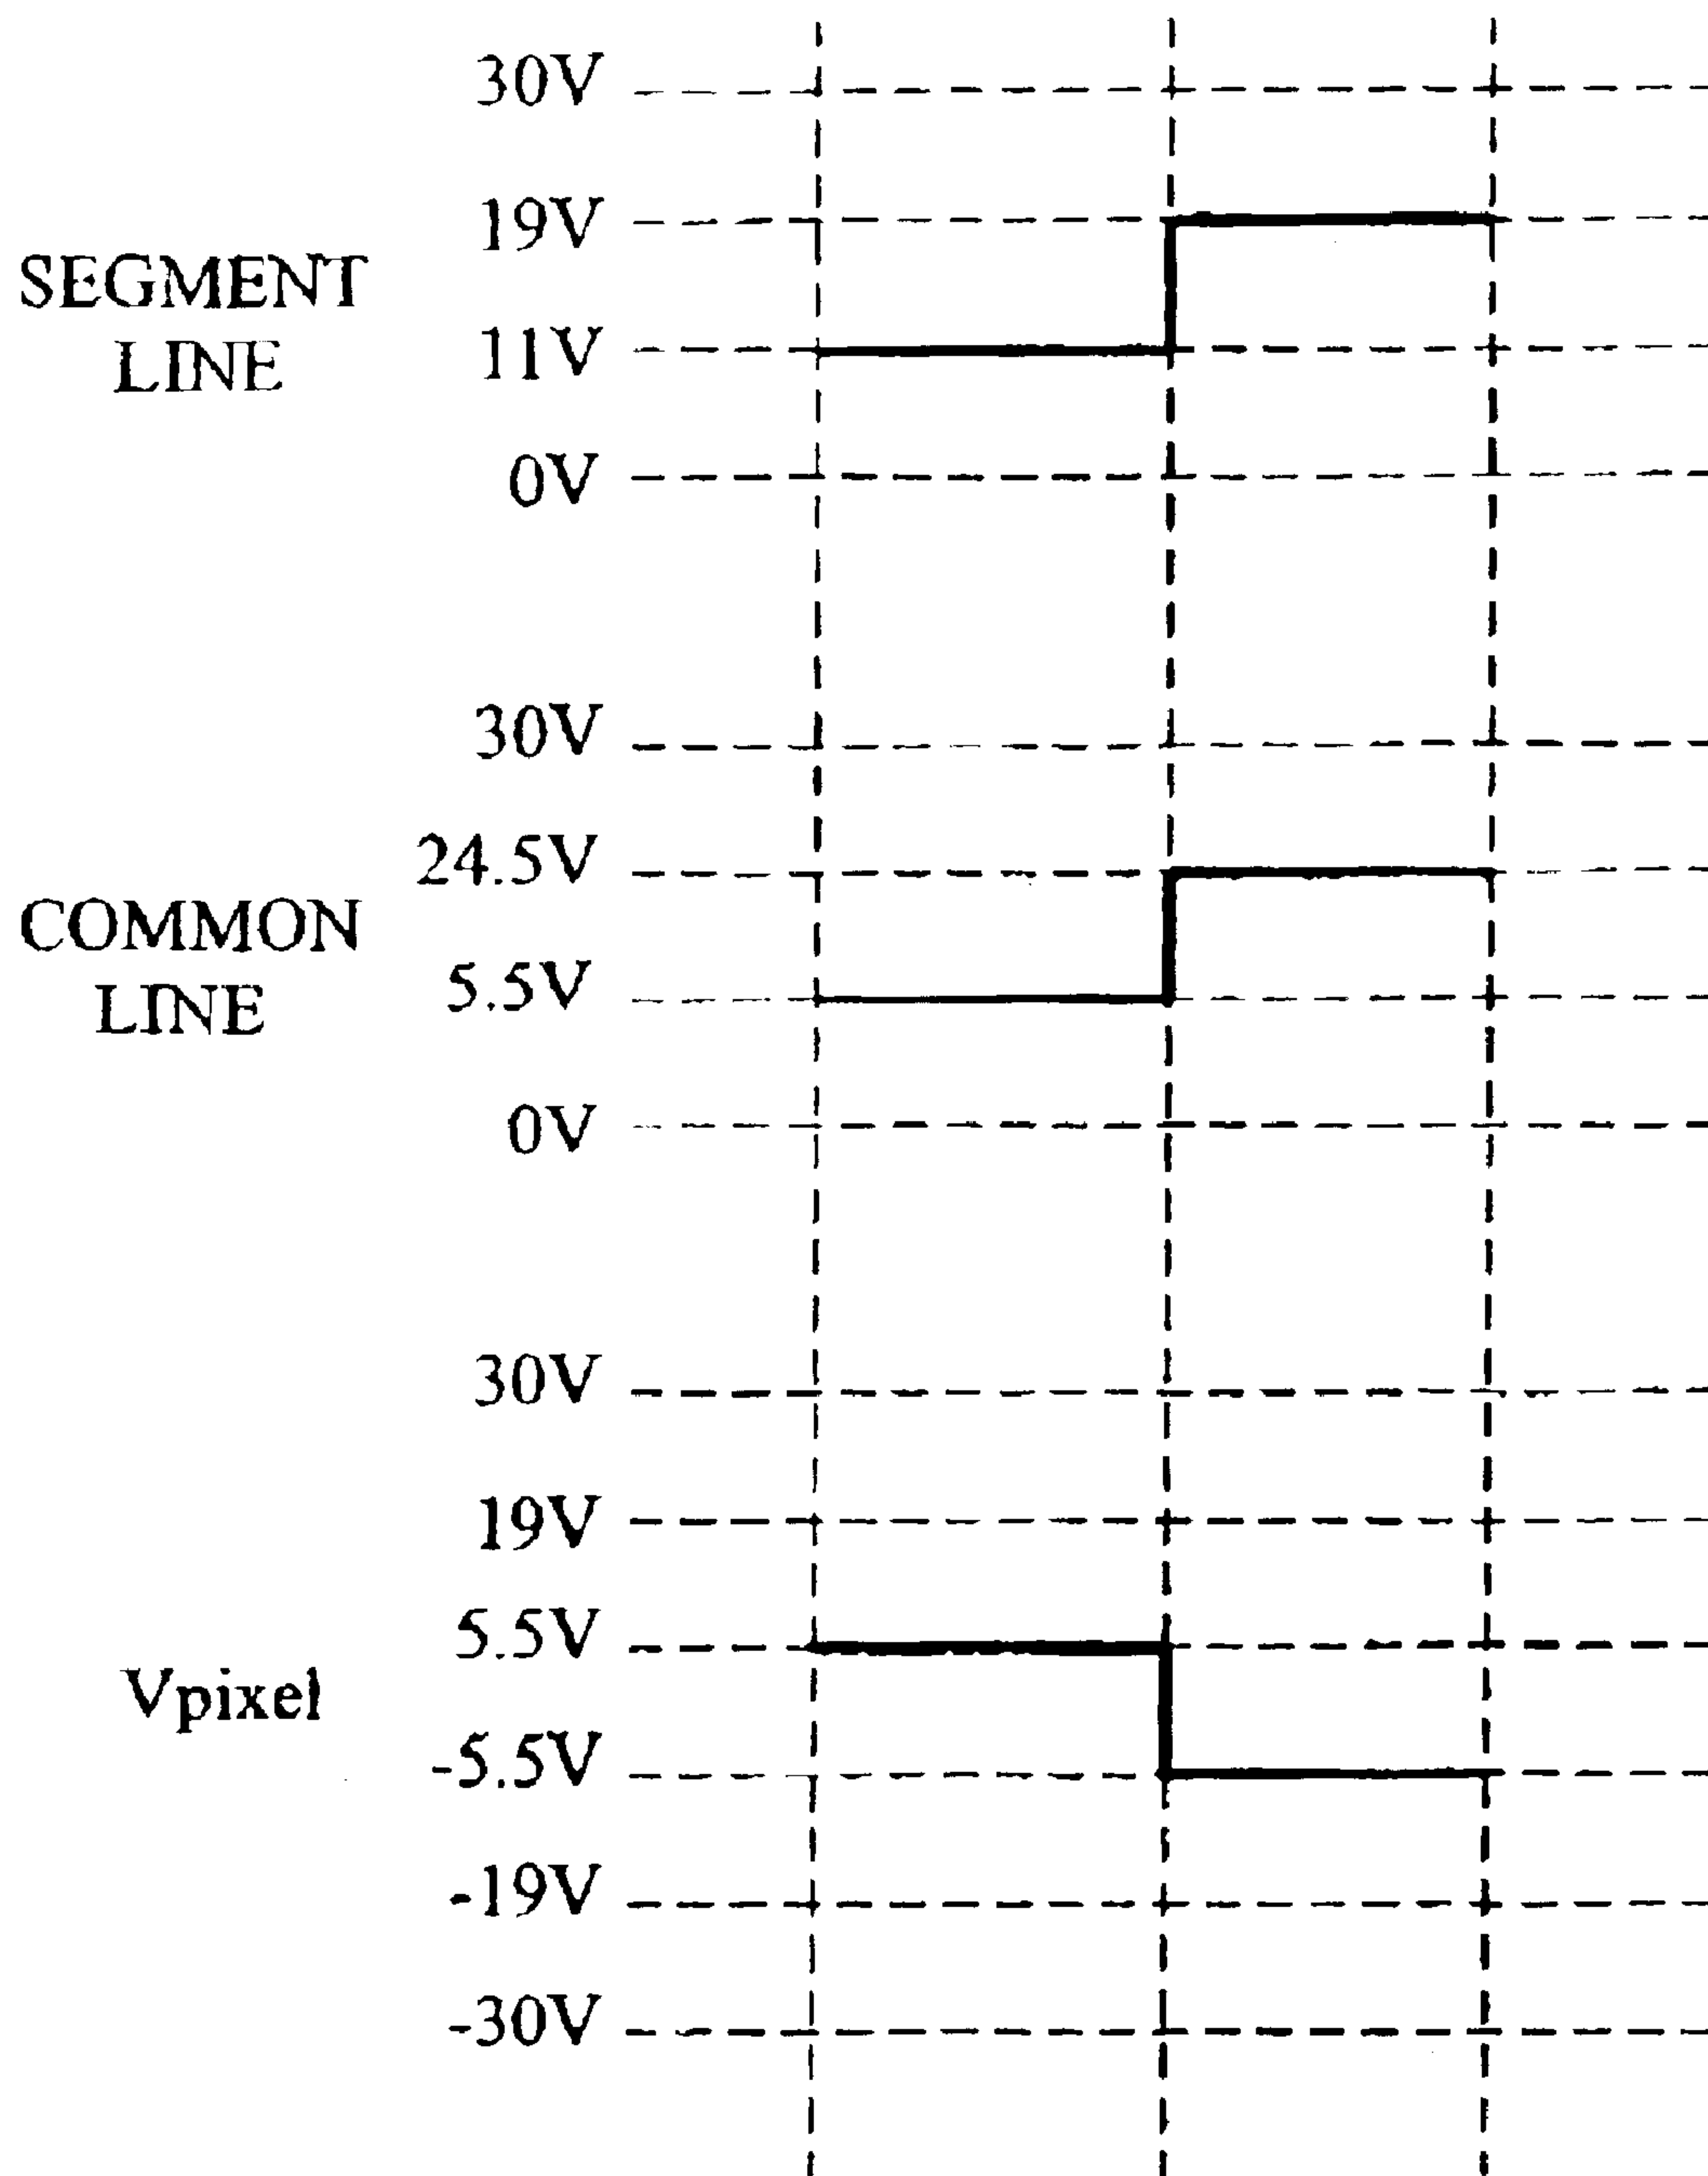 30V
19V
SEGMENT
LINE
11V
0V
30V
24.5V
COMMON
LINE
5.5V
0V
30V
19V
5.5V
Vpixel
-5.5V
-19V
-30V